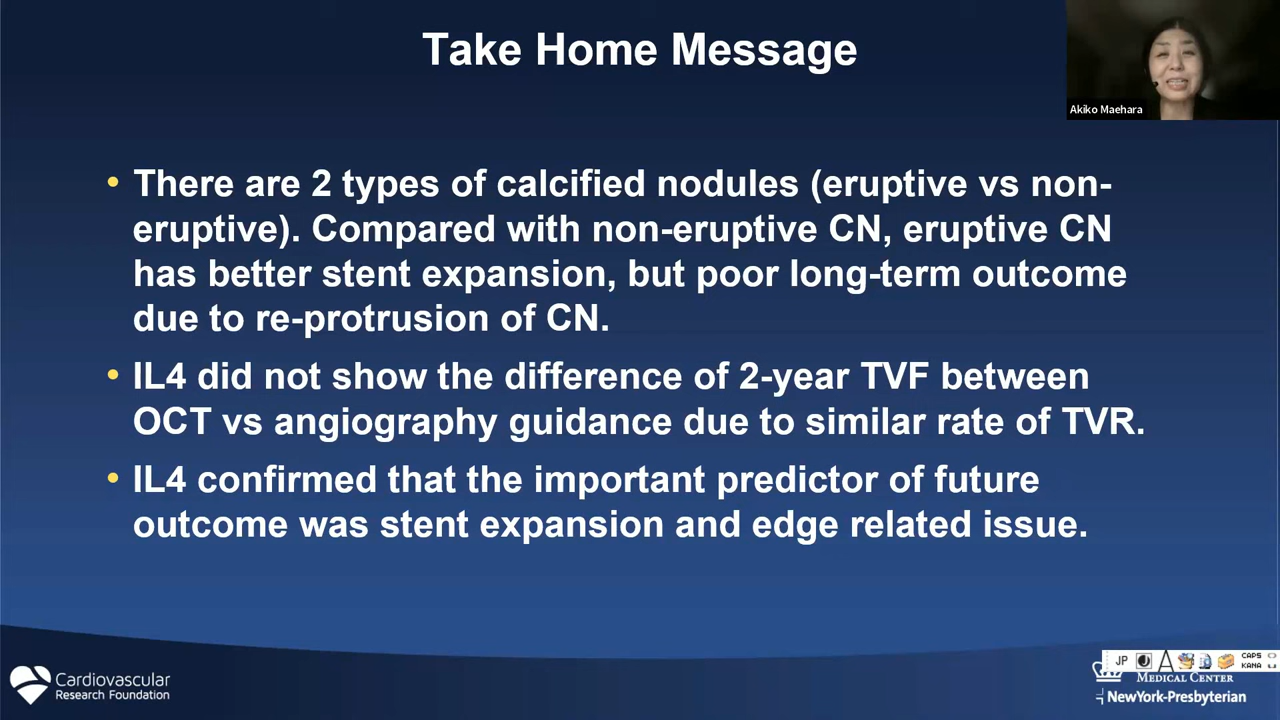 Take Home Message
Akiko Maehara
• There are 2 types of calcified nodules (eruptive vs non-
eruptive). Compared with non-eruptive CN, eruptive CN
has better stent expansion, but poor long-term outcome
due to re-protrusion of CN.
• IL4 did not show the difference of 2-year TVF between
OCT vs angiography guidance due to similar rate of TVR.
• IL4 confirmed that the important predictor of future
outcome was stent expansion and edge related issue.
Cardiovascular
Research Foundation
JP A CAPS
KANA
MEDICAL CENTER
NewYork-Presbyterian